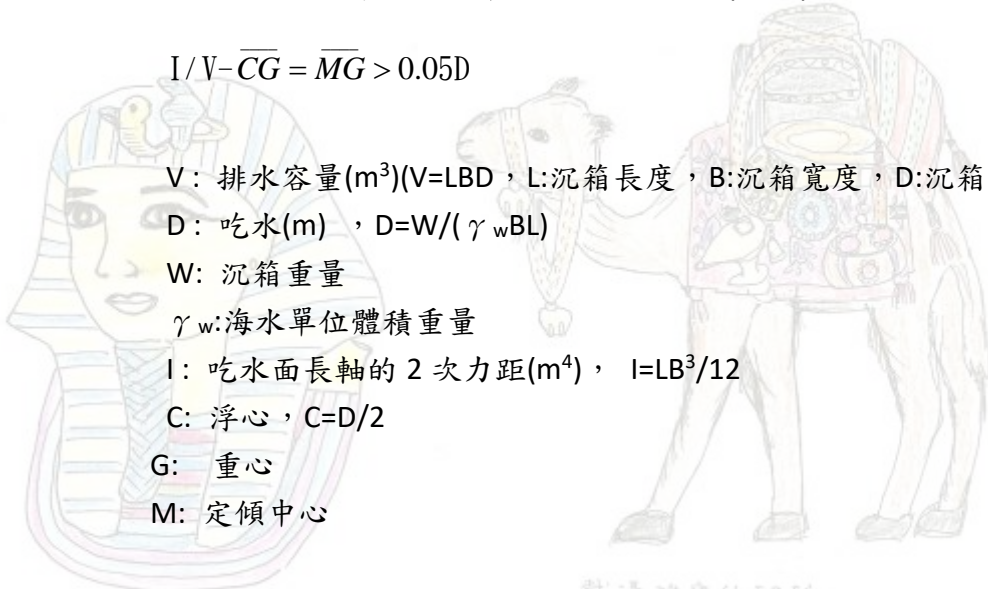 I/V-CG = MG > 0.05D
V: 排水容量(m³)(V=LBD,L:沉箱長度,B:沉箱寬度,D:沉箱
D: 吃水(m) ,D=W/(γwBL)
W: 沉箱重量
γw:海水單位體積重量
I: 吃水面長軸的 2 次力距(m⁴), I=LB³/12
C: 浮心,C=D/2
G: 重心
M: 定傾中心